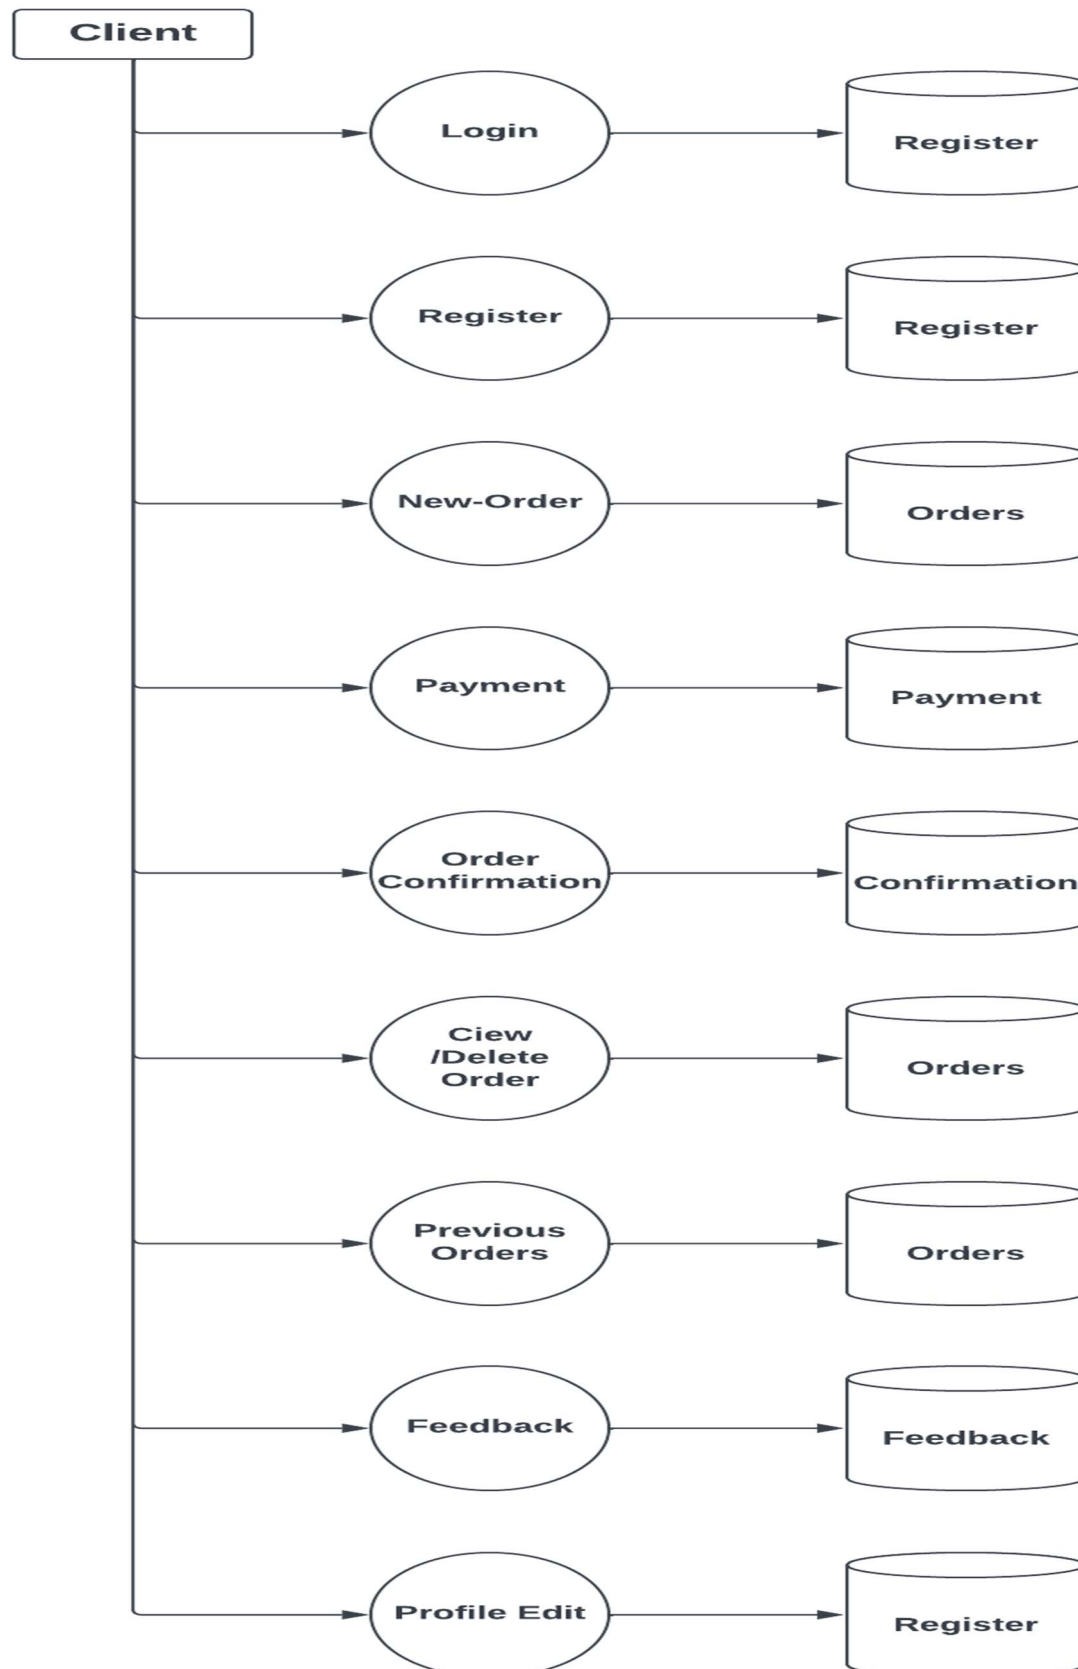 Client
Login
Register
Register
Register
New-Order
Orders
Payment
Payment
Order
Confirmation
Confirmation
Ciew
/Delete
Order
Orders
Previous
Orders
Orders
Feedback
Feedback
Profile Edit
Register